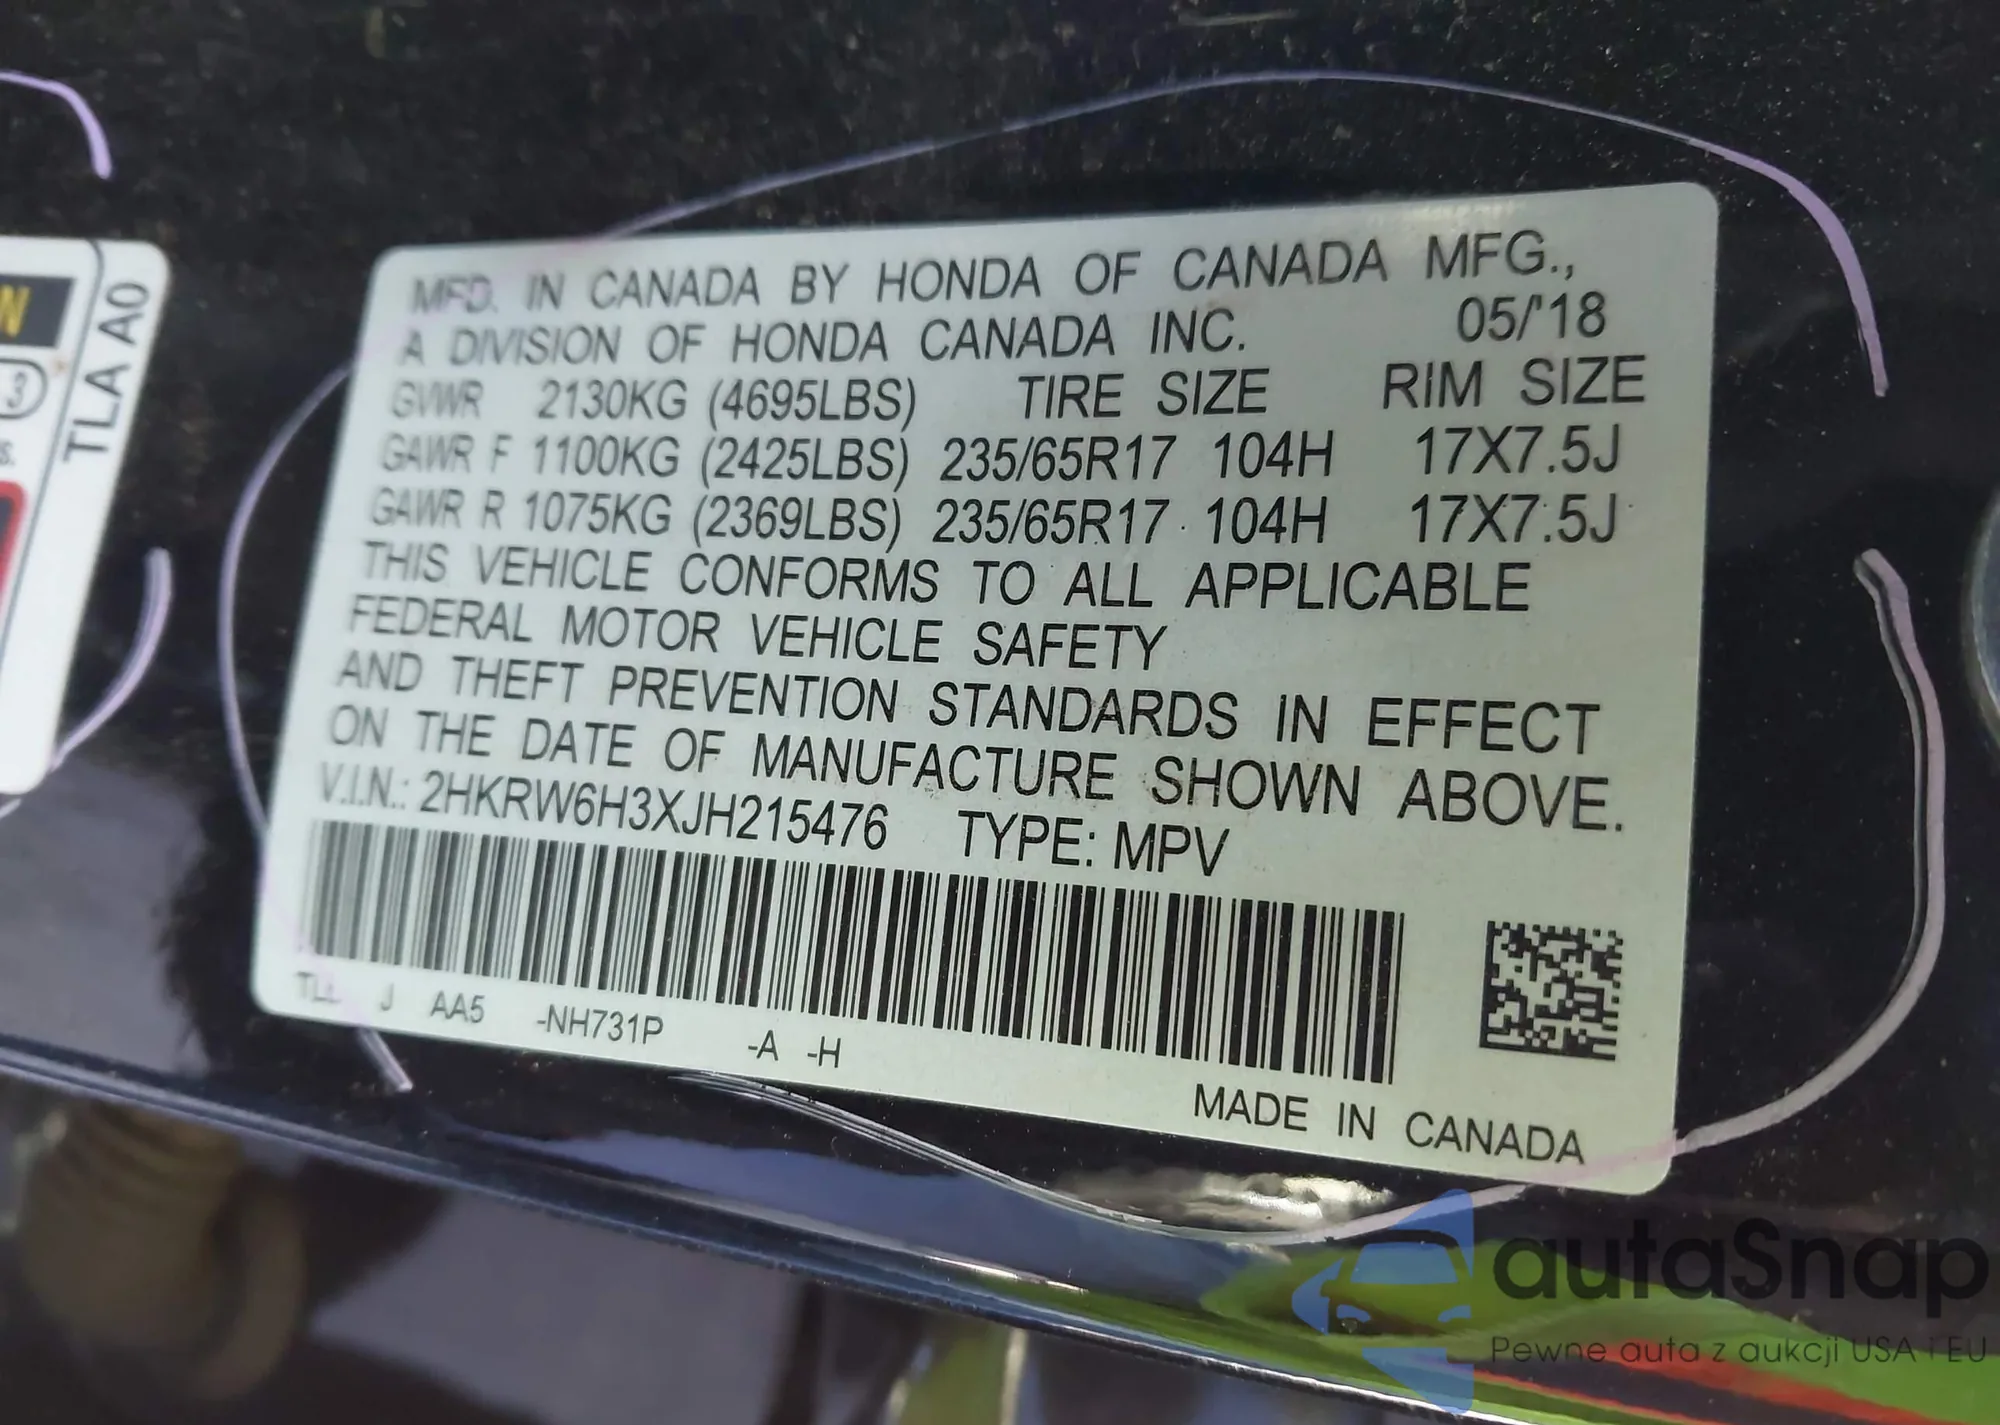 MFD. IN CANADA BY HONDA OF CANADA MFG.,
A DIVISION OF HONDA CANADA INC. 05/'18
GVWR 2130KG (4695LBS) TIRE SIZE RIM SIZE
GAWR F 1100KG (2425LBS) 235/65R17 104H 17X7.5J
GAWR R 1075KG (2369LBS) 235/65R17 104H 17X7.5J
THIS VEHICLE CONFORMS TO ALL APPLICABLE
FEDERAL MOTOR VEHICLE SAFETY
AND THEFT PREVENTION STANDARDS IN EFFECT
ON THE DATE OF MANUFACTURE SHOWN ABOVE.
V.I.N.: 2HKRW6H3XJH215476 TYPE: MPV
J AA5 -NH731P -A -H
MADE IN CANADA
TLA A0
3
autaSnap
Pewne auta z aukcji USA i EU